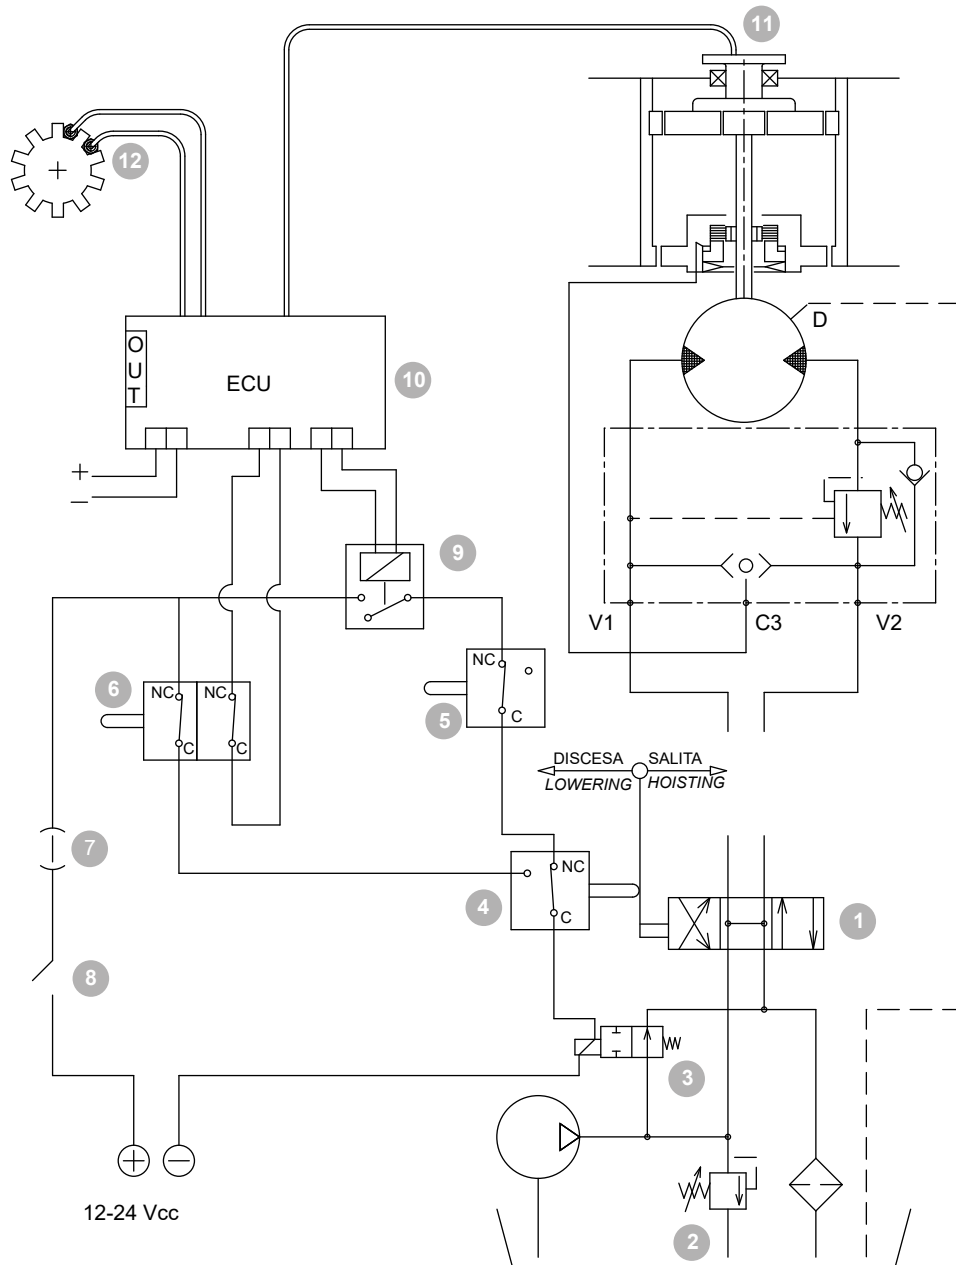 11
12
O
U
T
ECU
10
D
+
–
9
V1
C3
V2
6
NC
NC
C
C
NC
5
C
DISCESA
SALITA
LOWERING
HOISTING
7
NC
4
C
1
8
3
+
–
12-24 Vcc
2